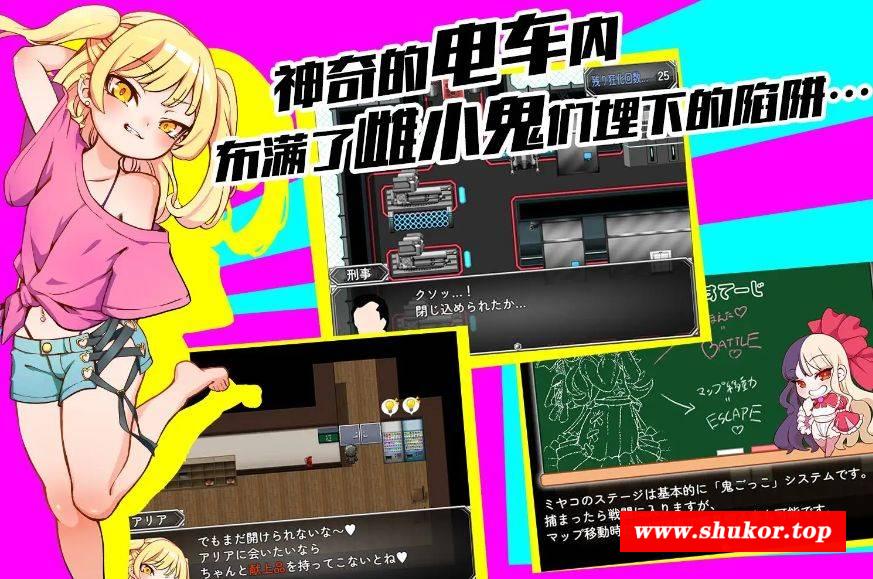 神奇的电车内
布满了雌小鬼们埋下的陷阱…
残り狂化回数… 25
刑事
クソッ…！
閉じ込められたか…
BATTLE
マップ移動
ESCAPE
アリア
でもまだ開けられないな～♥
アリアに会いたいなら
ちゃんと献上品を持ってこないとね♥
ミヤコのステージは基本的に「鬼ごっこ」システムです。
捕まったら戦闘に入りますが、
マップ移動時
可能です。
www.shukor.top